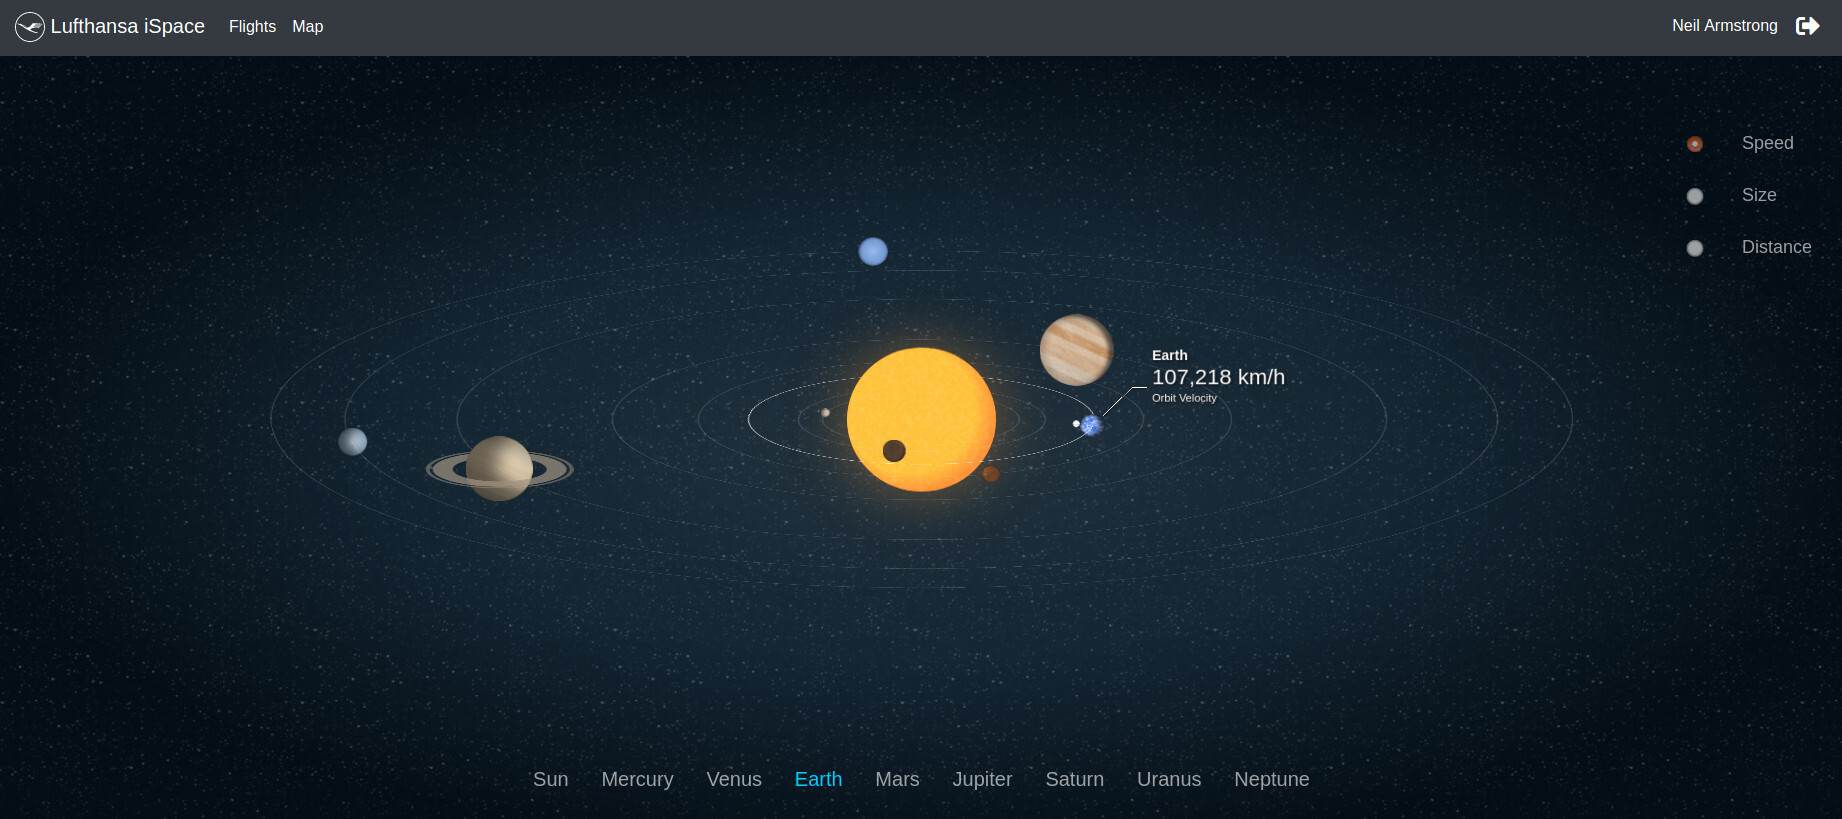 Lufthansa iSpace Flights Map Neil Armstrong
Speed
Size
Distance
Earth
107,218 km/h
Orbit Velocity
Sun Mercury Venus Earth Mars Jupiter Saturn Uranus Neptune